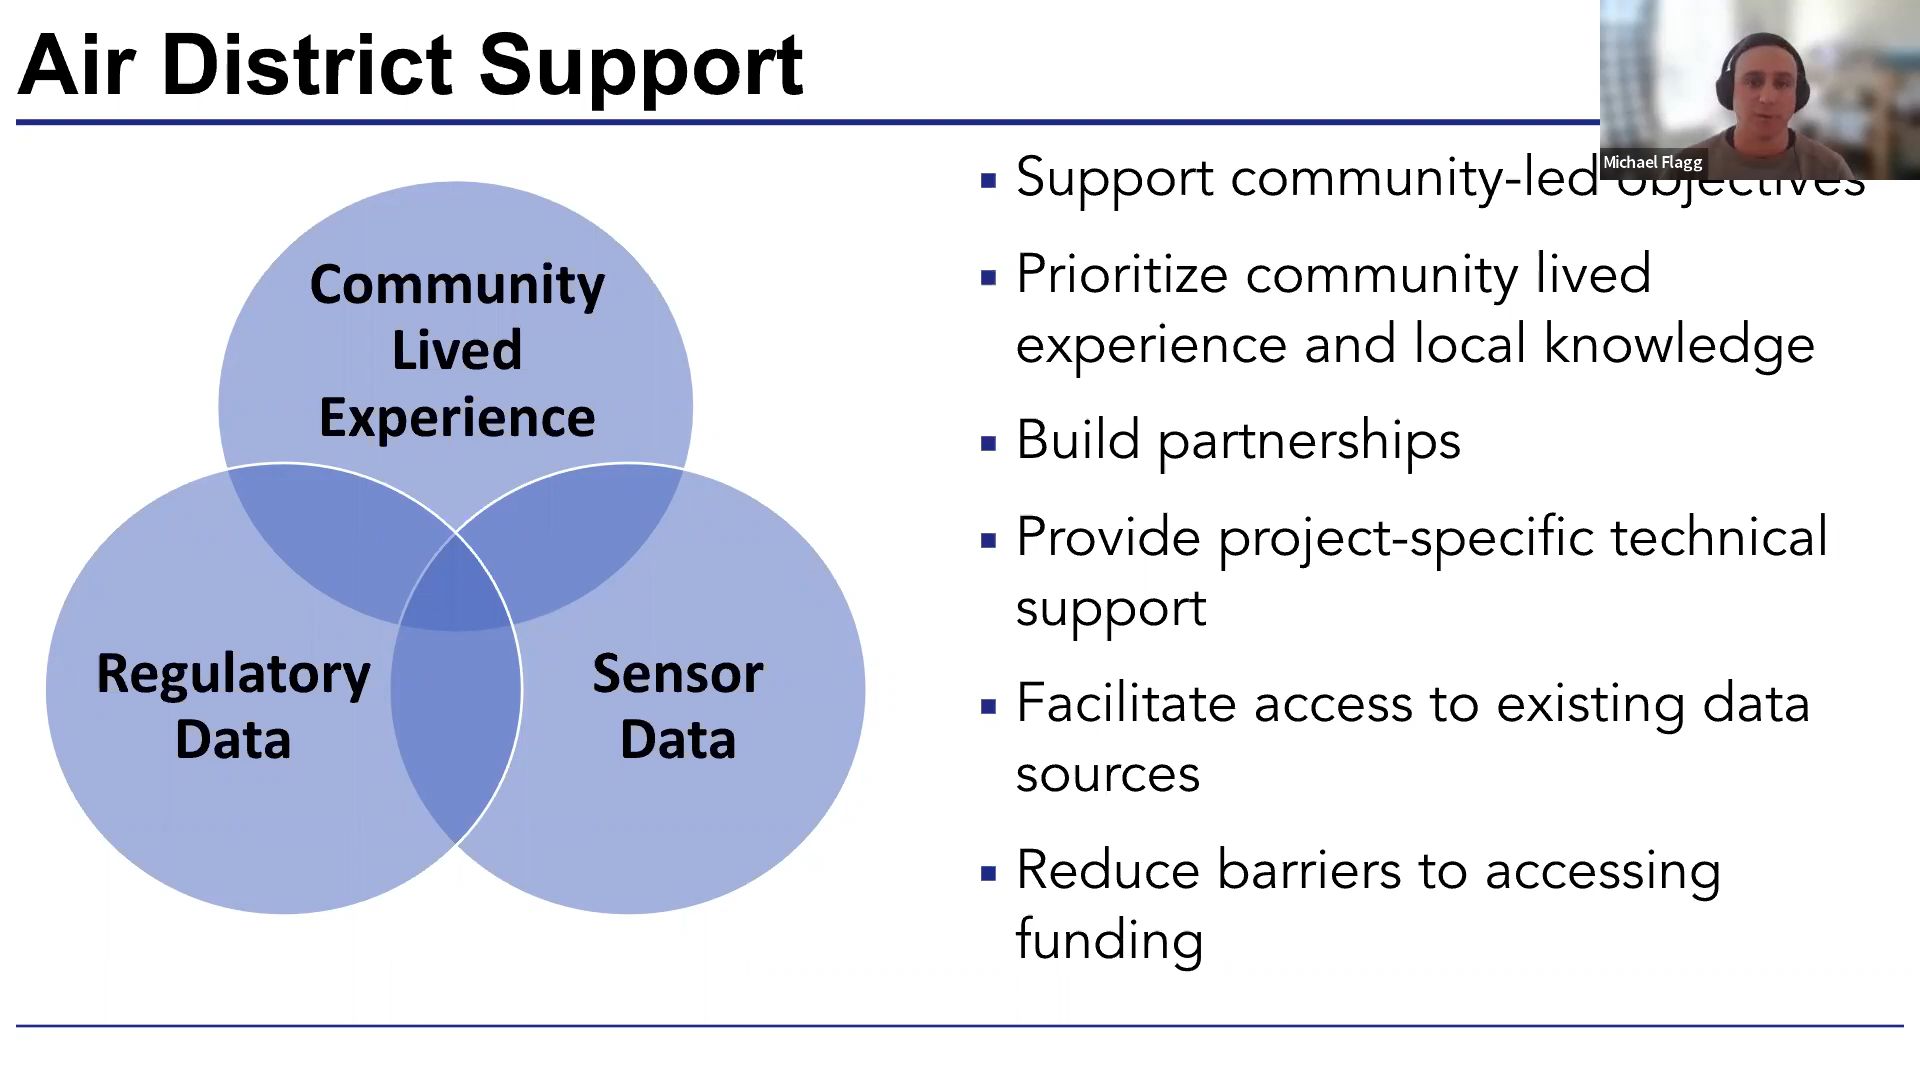 Air District Support
Michael Flagg
Community
Lived
Experience
Regulatory
Data
Sensor
Data
Support community-led objectives
Prioritize community lived
experience and local knowledge
Build partnerships
Provide project-specific technical
support
Facilitate access to existing data
sources
Reduce barriers to accessing
funding